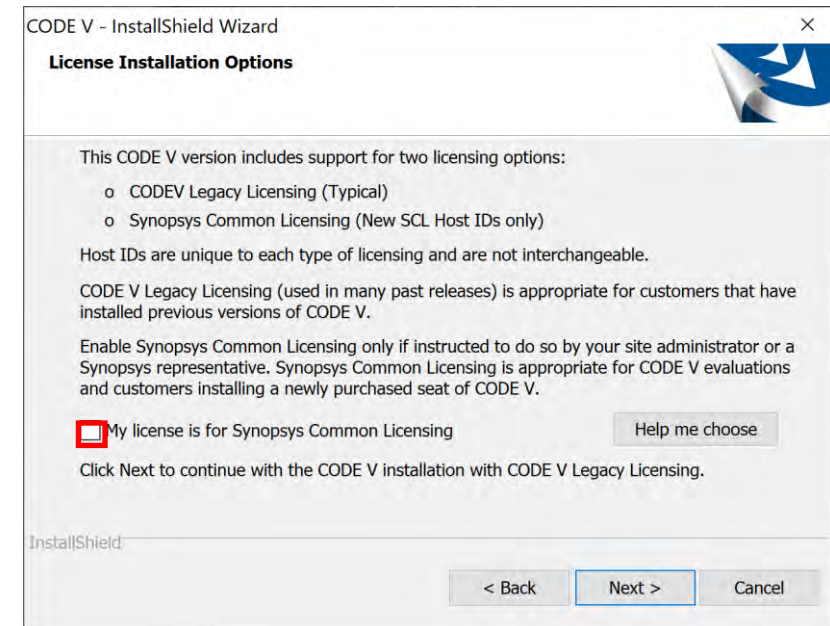 CODE V - InstallShield Wizard
License Installation Options
This CODE V version includes support for two licensing options:
o CODEV Legacy Licensing (Typical)
o Synopsys Common Licensing (New SCL Host IDs only)
Host IDs are unique to each type of licensing and are not interchangeable.
CODE V Legacy Licensing (used in many past releases) is appropriate for customers that have
installed previous versions of CODE V.
Enable Synopsys Common Licensing only if instructed to do so by your site administrator or a
Synopsys representative. Synopsys Common Licensing is appropriate for CODE V evaluations
and customers installing a newly purchased seat of CODE V.
My license is for Synopsys Common Licensing
Help me choose
Click Next to continue with the CODE V installation with CODE V Legacy Licensing.
InstallShield
< Back
Next >
Cancel